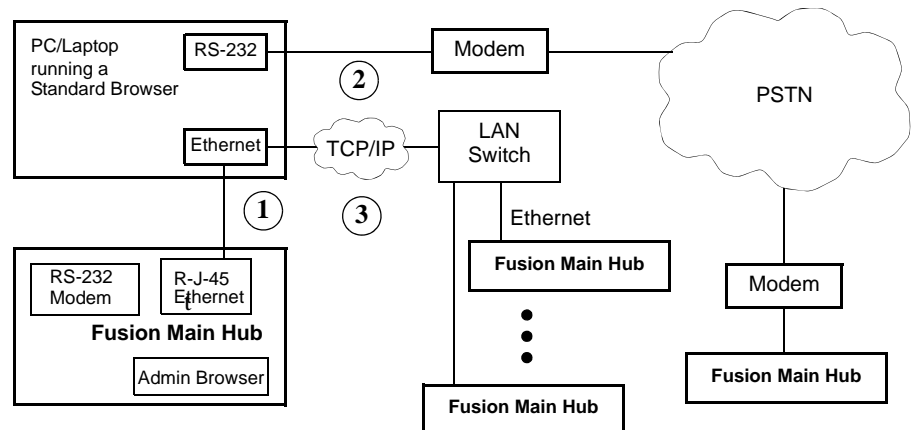 PC/Laptop
running a
Standard Browser
RS-232
Modem
PSTN
2
Ethernet
TCP/IP
LAN
Switch
1
3
Ethernet
Fusion Main Hub
RS-232
Modem
R-J-45
Ethernet
t
Fusion Main Hub
Admin Browser
Modem
Fusion Main Hub
Fusion Main Hub